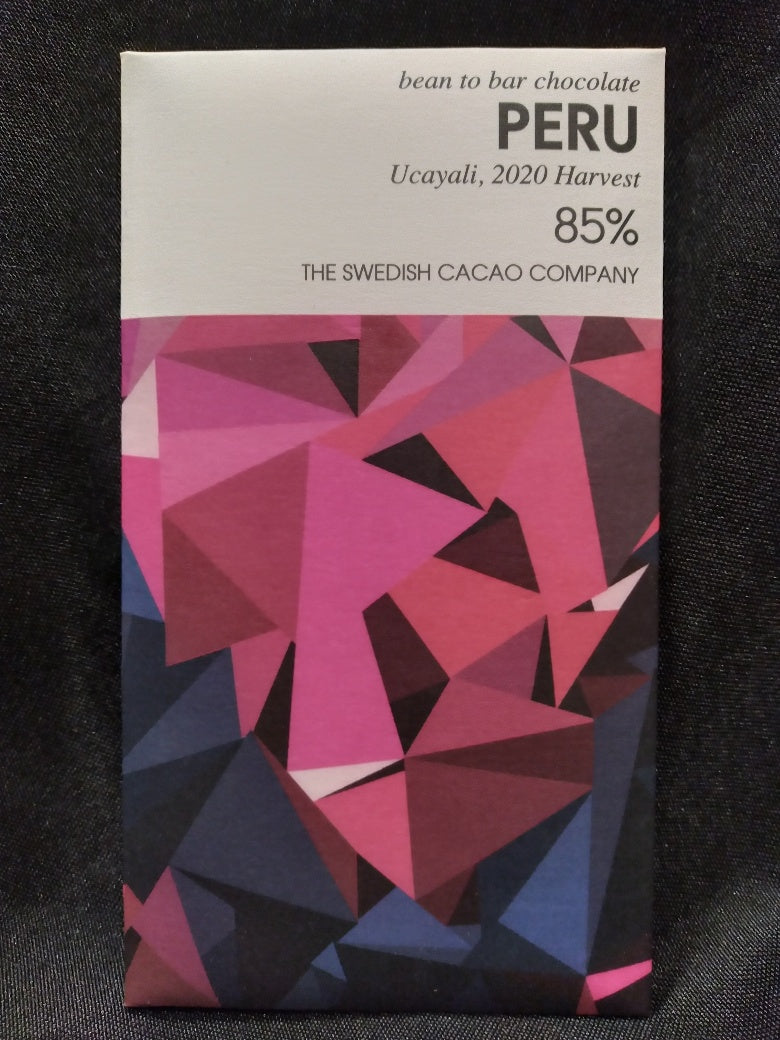 bean to bar chocolate
PERU
Ucayali, 2020 Harvest
85%
THE SWEDISH CACAO COMPANY